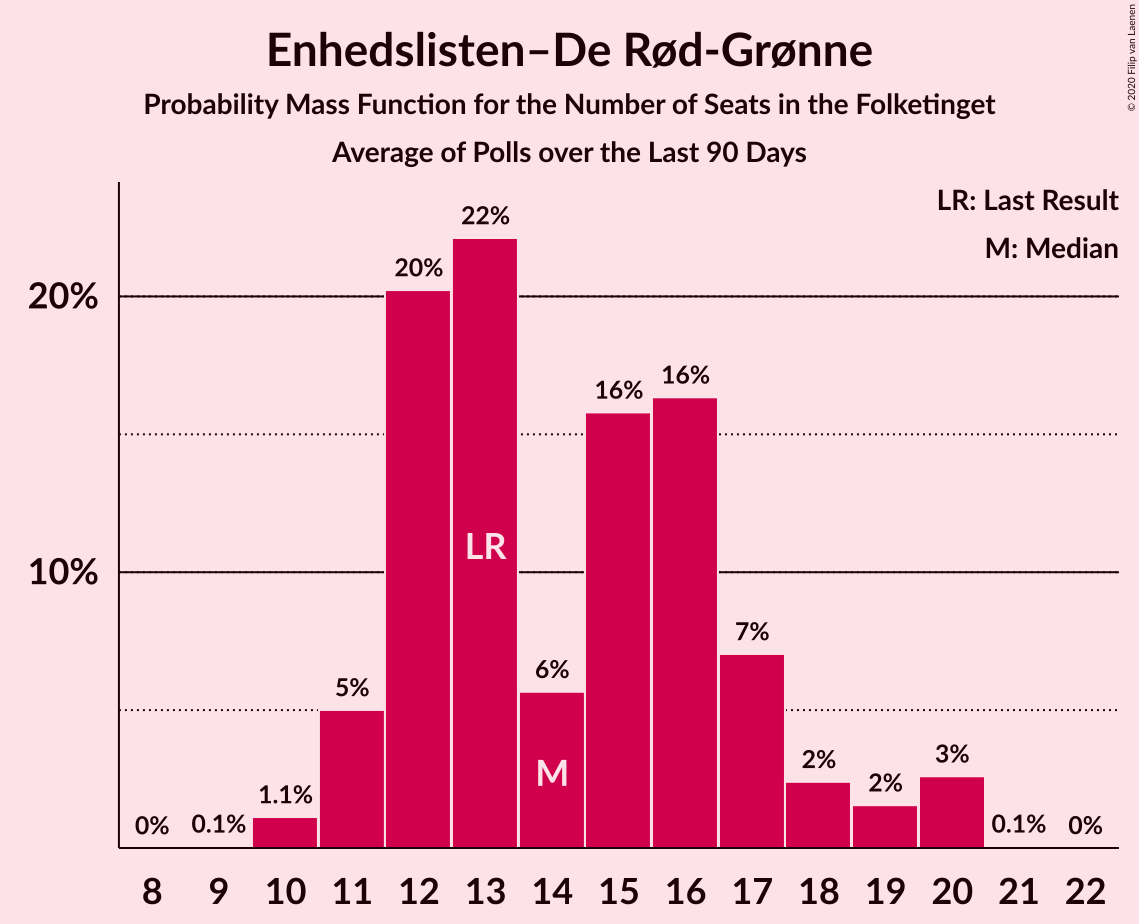 Enhedslisten–De Rød-Grønne
Probability Mass Function for the Number of Seats in the Folketinget
Average of Polls over the Last 90 Days
© 2020 Filip van Laenen
LR: Last Result
M: Median
22%
20%
20%
16%
16%
LR
10%
7%
6%
5%
M
3%
2%
2%
1.1%
0%
0.1%
0.1%
0%
8 9 10 11 12 13 14 15 16 17 18 19 20 21 22